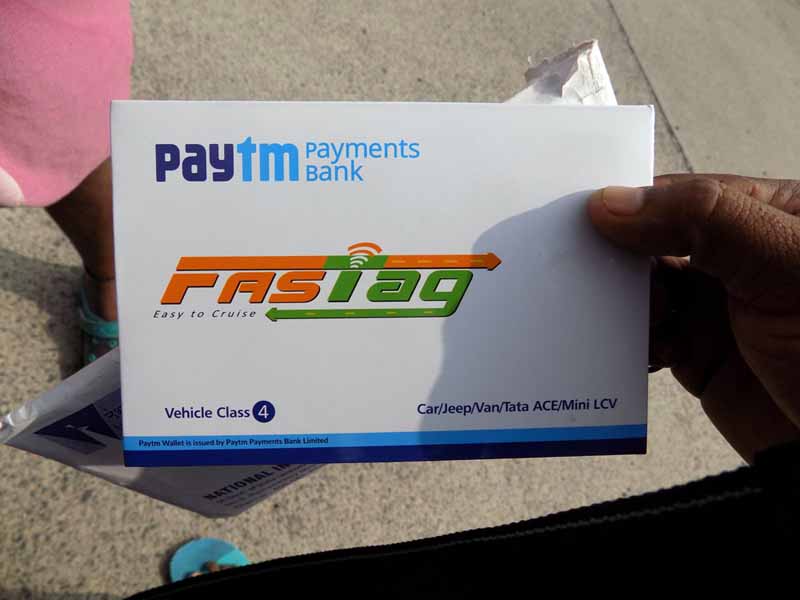 paytm Payments Bank
FASTag
Easy to Cruise
Vehicle Class 4
Car/Jeep/Van/Tata ACE/Mini LCV
Paytm Wallet is issued by Paytm Payments Bank Limited
NATIONAL